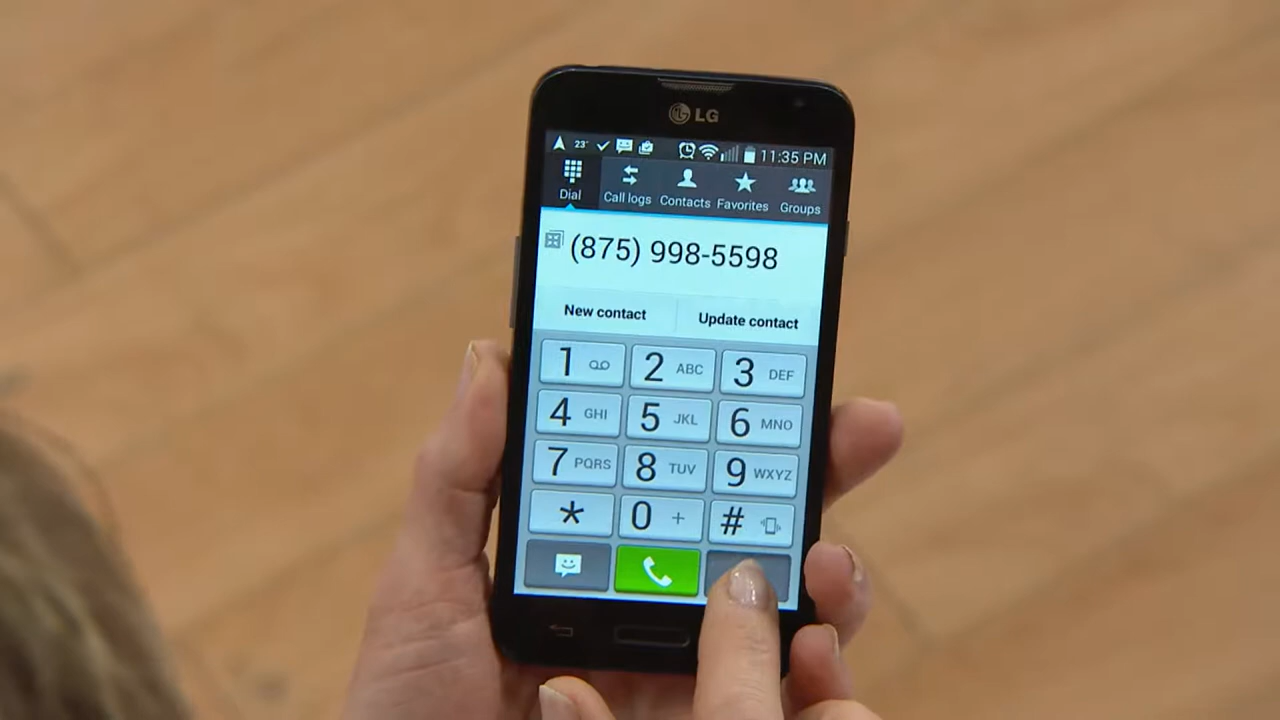 LG
23° 11:35 PM
Dial Call logs Contacts Favorites Groups
(875) 998-5598
New contact Update contact
1 2 ABC 3 DEF
4 GHI 5 JKL 6 MNO
7 PQRS 8 TUV 9 WXYZ
* 0 + #